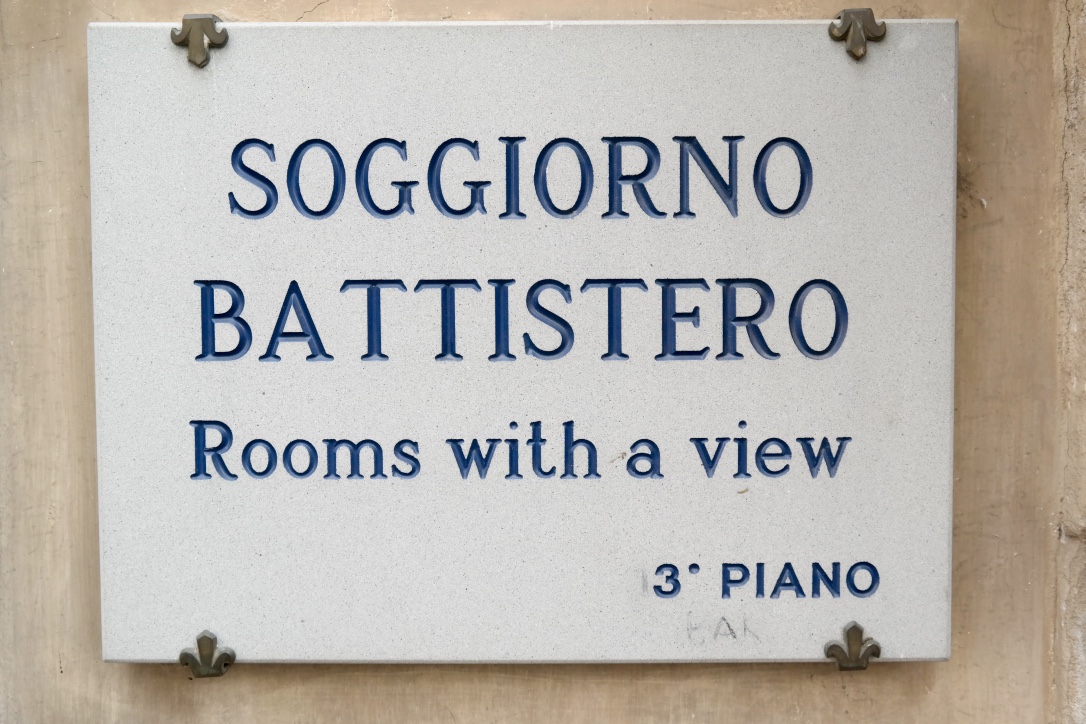 SOGGIORNO
BATTISTERO
Rooms with a view
3° PIANO